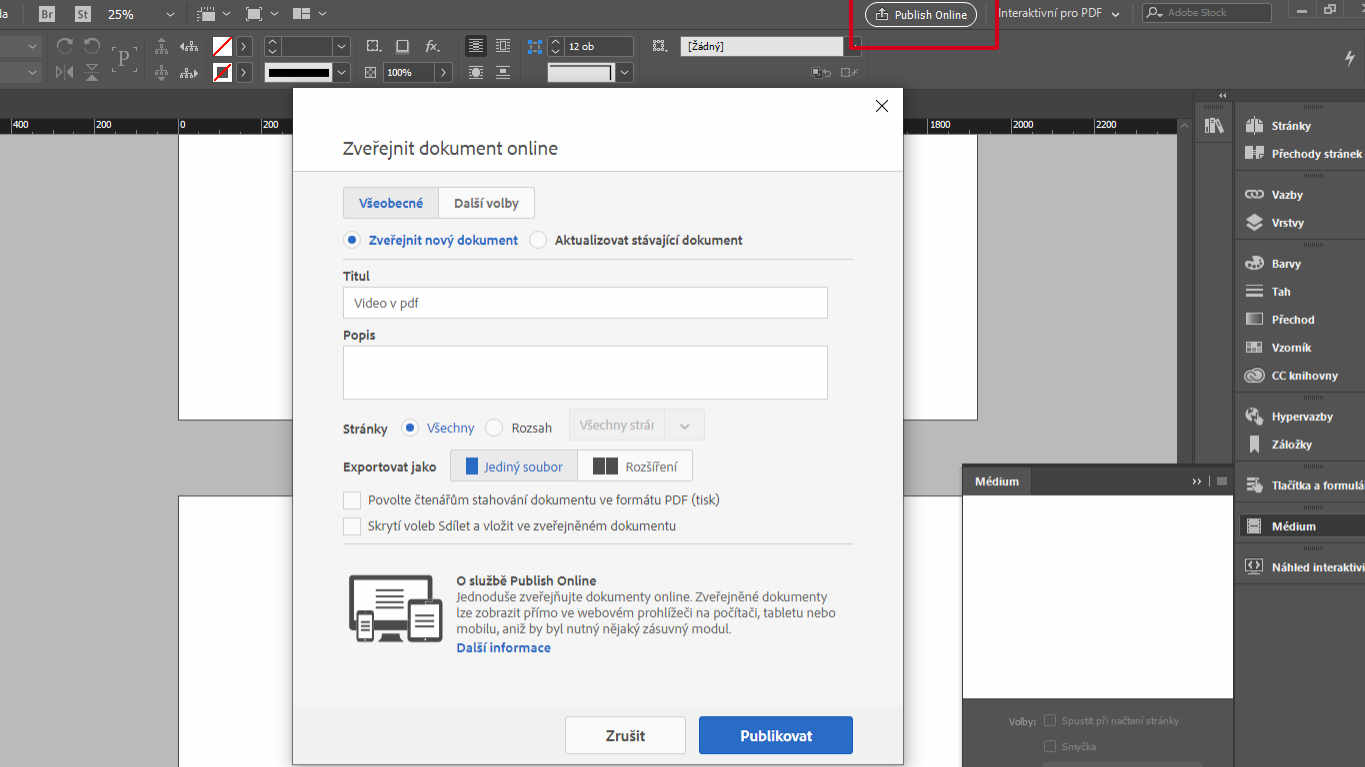 da
Br
St
25%
Publish Online
Interaktivní pro PDF
Adobe Stock
P
fx.
12 ob
[Žádný]
100%
400
200
0
200
1800
2000
2200
Zveřejnit dokument online
Všeobecné
Další volby
Zveřejnit nový dokument
Aktualizovat stávající dokument
Titul
Video v pdf
Popis
Stránky
Všechny
Rozsah
Všechny strár
Exportovat jako
Jediný soubor
Rozšíření
Povolte čtenářům stahování dokumentu ve formátu PDF (tisk)
Skrytí voleb Sdílet a vložit ve zveřejněném dokumentu
O službě Publish Online
Jednoduše zveřejňujte dokumenty online. Zveřejněné dokumenty
lze zobrazit přímo ve webovém prohlížeči na počítači, tabletu nebo
mobilu, aniž by byl nutný nějaký zásuvný modul.
Další informace
Zrušit
Publikovat
Stránky
Přechody stránek
Vazby
Vrstvy
Barvy
Tah
Přechod
Vzorník
CC knihovny
Hypervazby
Záložky
Tlačítka a formulá
Médium
Náhled interaktivi
Médium
Volby:
Spustit při načtení stránky
Smyčka